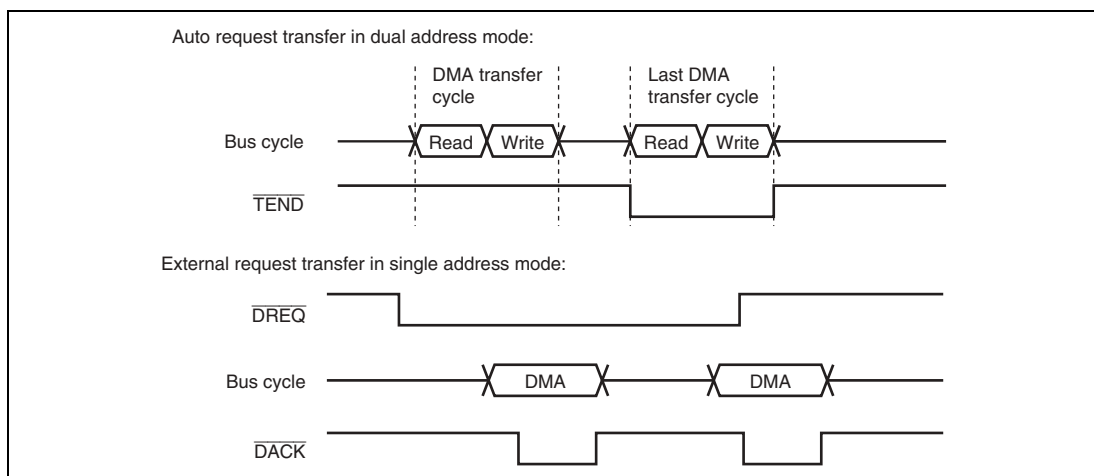 Auto request transfer in dual address mode:
DMA transfer
cycle
Last DMA
transfer cycle
Bus cycle
Read
Write
Read
Write
TEND
External request transfer in single address mode:
DREQ
Bus cycle
DMA
DMA
DACK